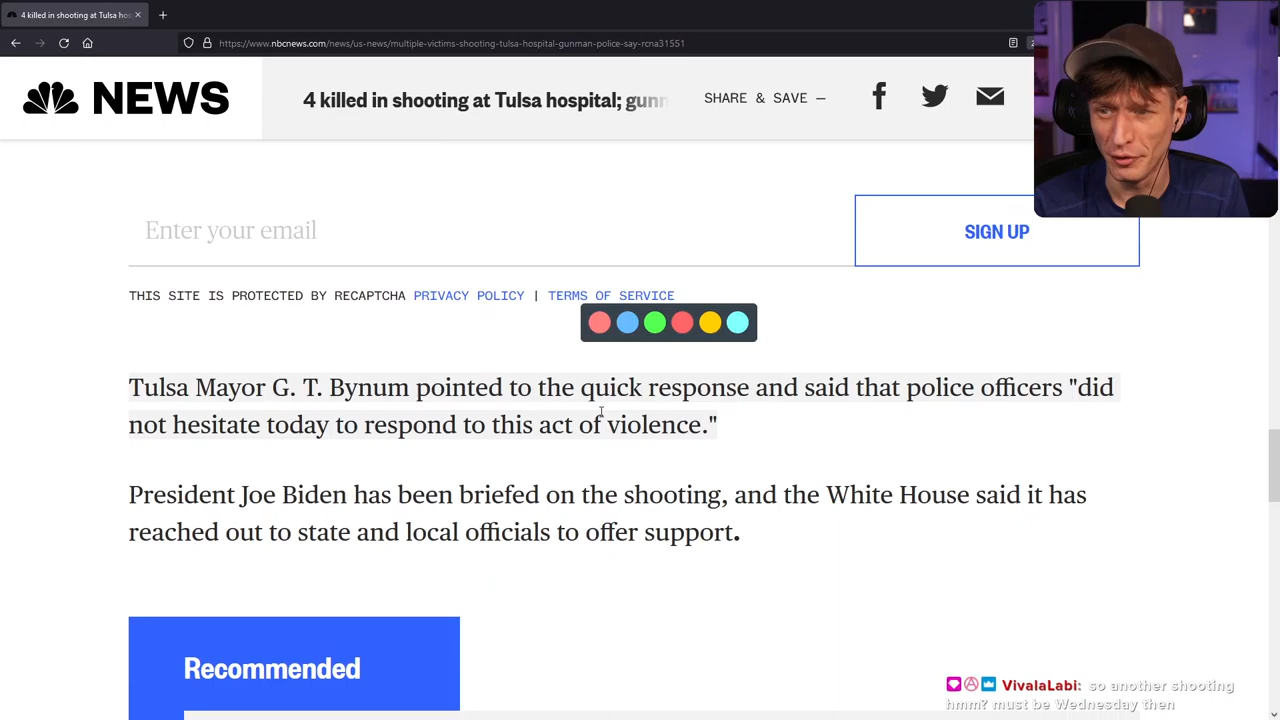 4 killed in shooting at Tulsa hos
https://www.nbcnews.com/news/us-news/multiple-victims-shooting-tulsa-hospital-gunman-police-say-rcna31551
NEWS
4 killed in shooting at Tulsa hospital; gunn
SHARE & SAVE —
Enter your email
SIGN UP
THIS SITE IS PROTECTED BY RECAPTCHA PRIVACY POLICY | TERMS OF SERVICE
Tulsa Mayor G. T. Bynum pointed to the quick response and said that police officers "did
not hesitate today to respond to this act of violence."
President Joe Biden has been briefed on the shooting, and the White House said it has
reached out to state and local officials to offer support.
Recommended
VivalaLabi: so another shooting
hmm? must be Wednesday then